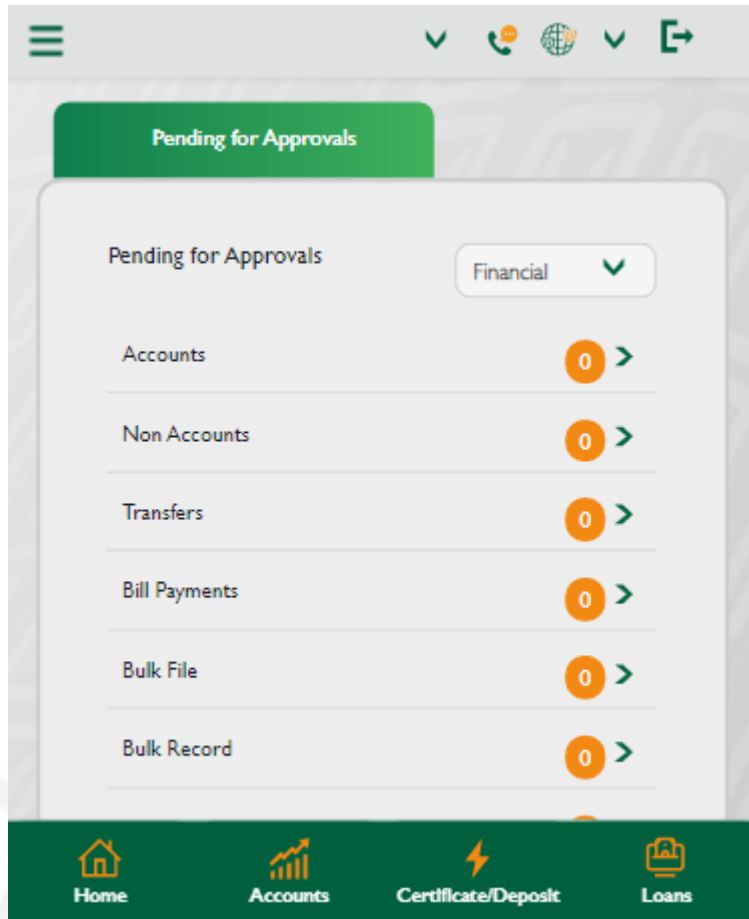 Pending for Approvals
Pending for Approvals
Financial
Accounts
0
Non Accounts
0
Transfers
0
Bill Payments
0
Bulk File
0
Bulk Record
0
Home
Accounts
Certificate/Deposit
Loans